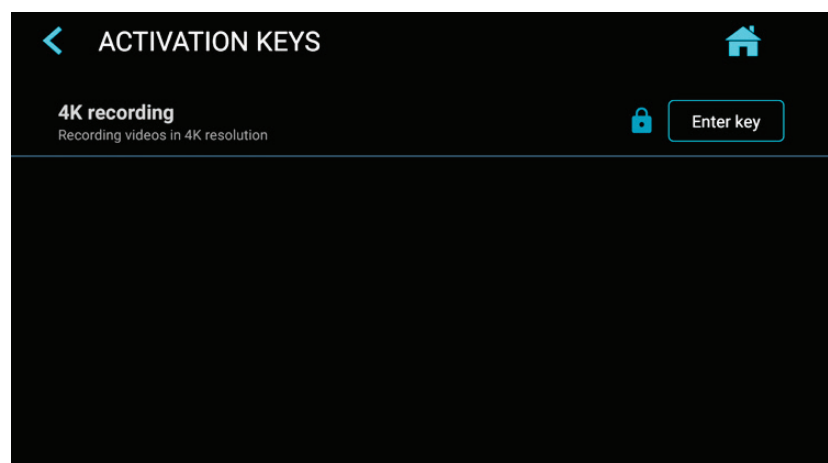 ACTIVATION KEYS
4K recording
Recording videos in 4K resolution
Enter key